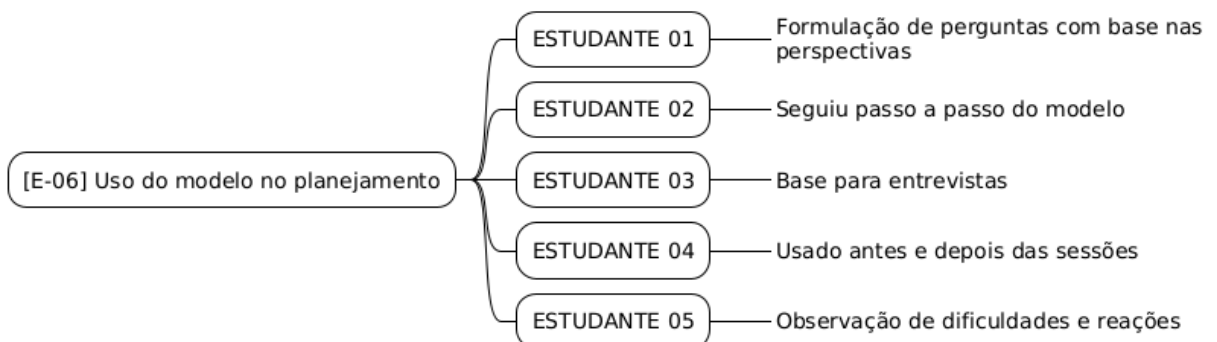 ESTUDANTE 01
Formulação de perguntas com base nas
perspectivas
ESTUDANTE 02
Seguiu passo a passo do modelo
[E-06] Uso do modelo no planejamento
ESTUDANTE 03
Base para entrevistas
ESTUDANTE 04
Usado antes e depois das sessões
ESTUDANTE 05
Observação de dificuldades e reações